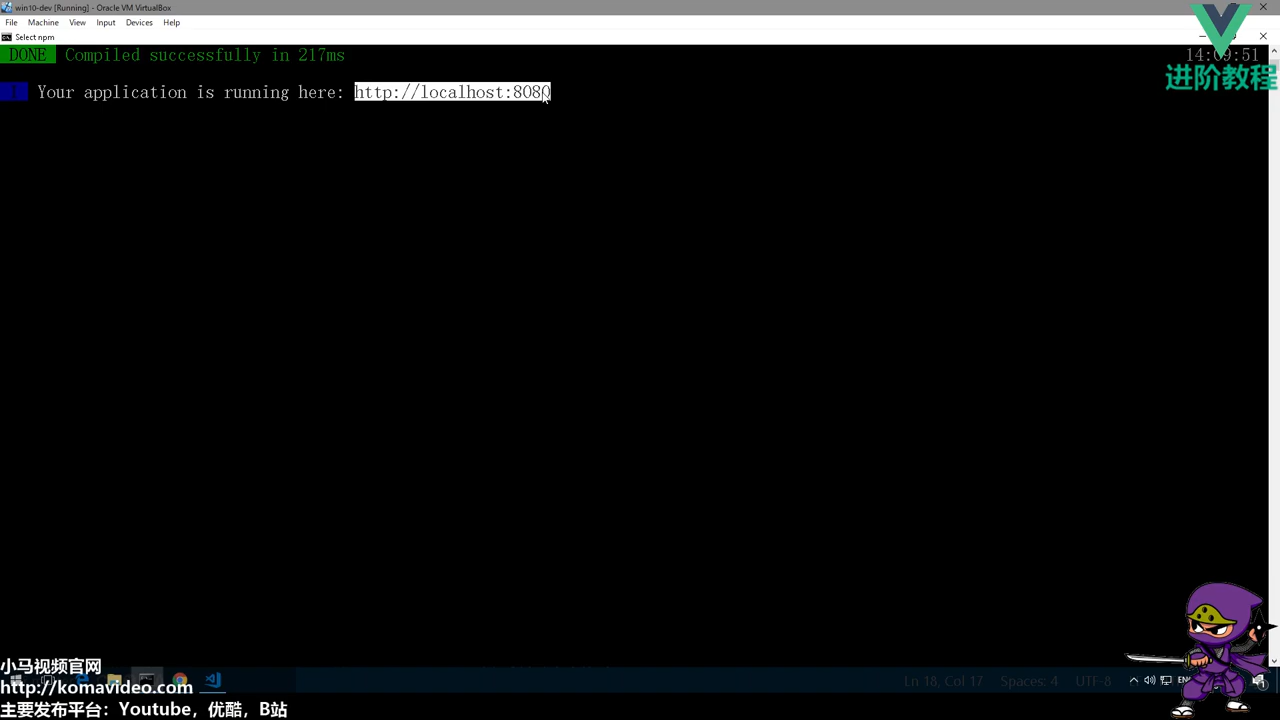 win10-dev [Running] - Oracle VM VirtualBox
File Machine View Input Devices Help
Select npm
DONE Compiled successfully in 217ms
14:09:51
进阶教程
I Your application is running here: http://localhost:8080
小马视频官网
http://komavideo.com
Ln 18, Col 17 Spaces: 4 UTF-8
主要发布平台：Youtube，优酷，B站